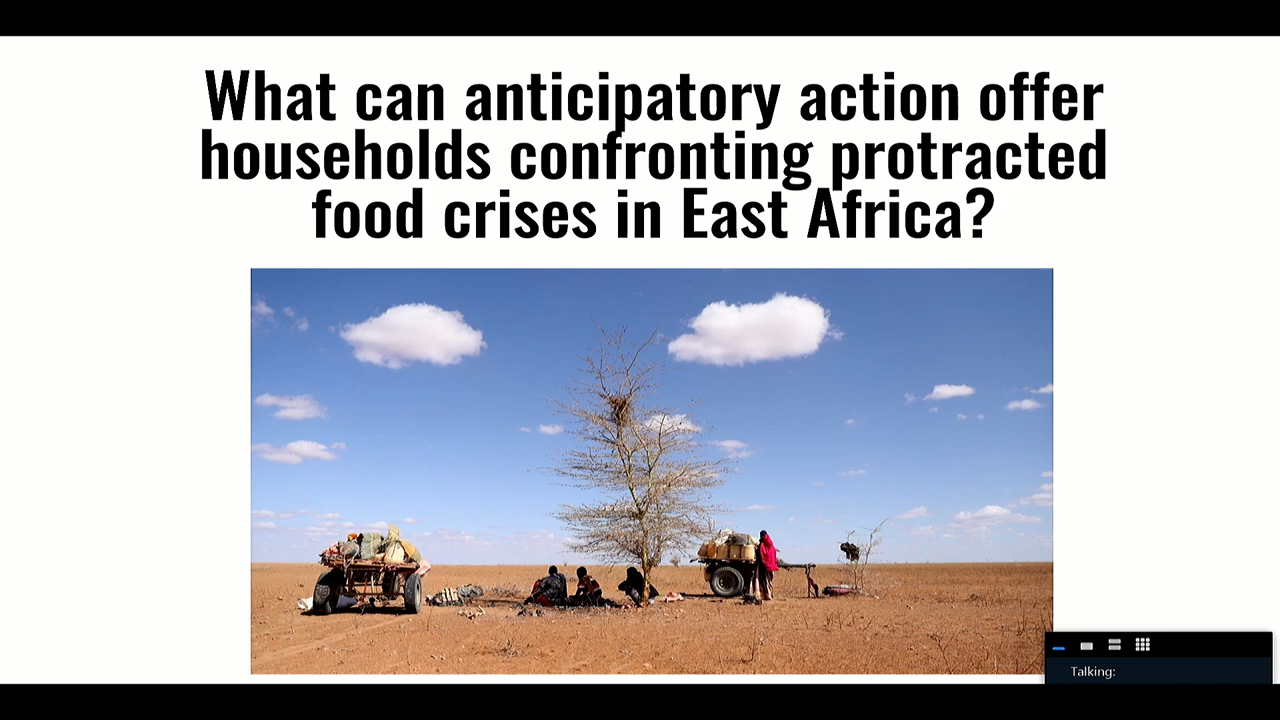 What can anticipatory action offer
households confronting protracted
food crises in East Africa?
Talking: